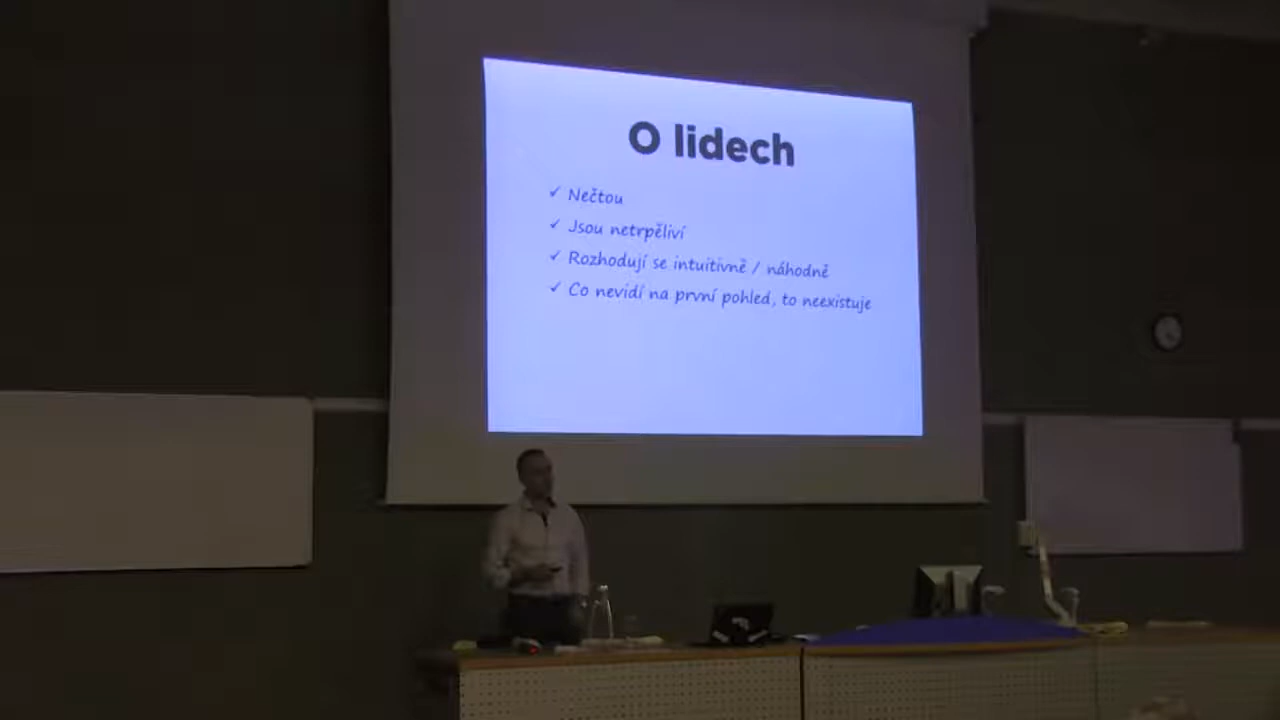 O lidech
✓ Nečtou
✓ Jsou netrpěliví
✓ Rozhodují se intuitivně / náhodně
✓ Co nevidí na první pohled, to neexistuje